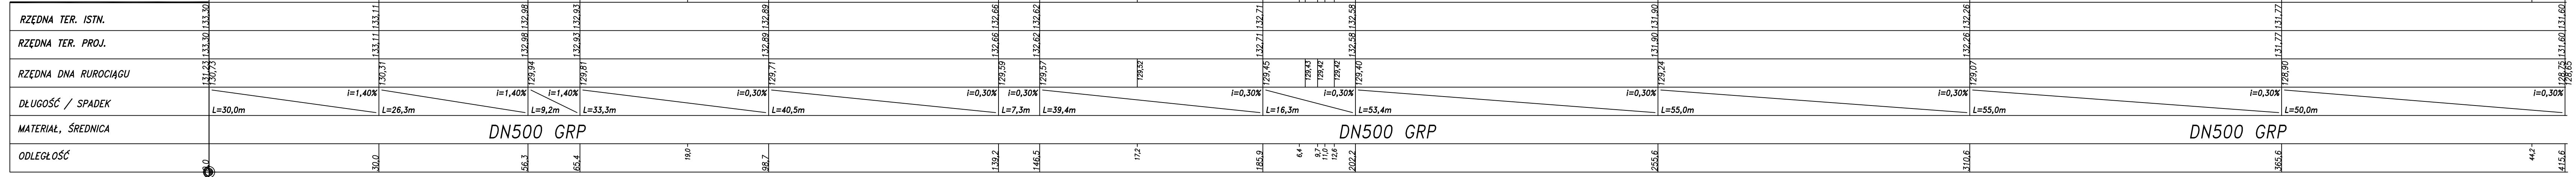 RZĘDNA TER. ISTN. 133,30 133,11 132,98 132,93 132,89 132,66 132,62 132,71 132,58 131,90 132,26 131,77 131,60
RZĘDNA TER. PROJ. 133,30 133,11 132,98 132,93 132,89 132,66 132,62 132,71 132,58 131,90 132,26 131,77 131,60
RZĘDNA DNA RUROCIĄGU 131,23 130,73 130,31 129,94 129,81 129,71 129,59 129,57 129,52 129,45 129,43 129,42 129,42 129,40 129,24 129,07 128,90 128,75 128,65
i=1,40% i=1,40% i=1,40% i=0,30% i=0,30% i=0,30% i=0,30% i=0,30% i=0,30% i=0,30% i=0,30% i=0,30%
DŁUGOŚĆ / SPADEK
L=30,0m L=26,3m L=9,2m L=33,3m L=40,5m L=7,3m L=39,4m L=16,3m L=53,4m L=55,0m L=55,0m L=50,0m
MATERIAŁ, ŚREDNICA DN500 GRP DN500 GRP DN500 GRP
ODLEGŁOŚĆ 30,0 56,3 65,4 19,0 98,7 139,2 146,5 17,2 185,9 6,4 9,7 11,0 12,6 202,2 255,6 310,6 365,6 44,2 415,6